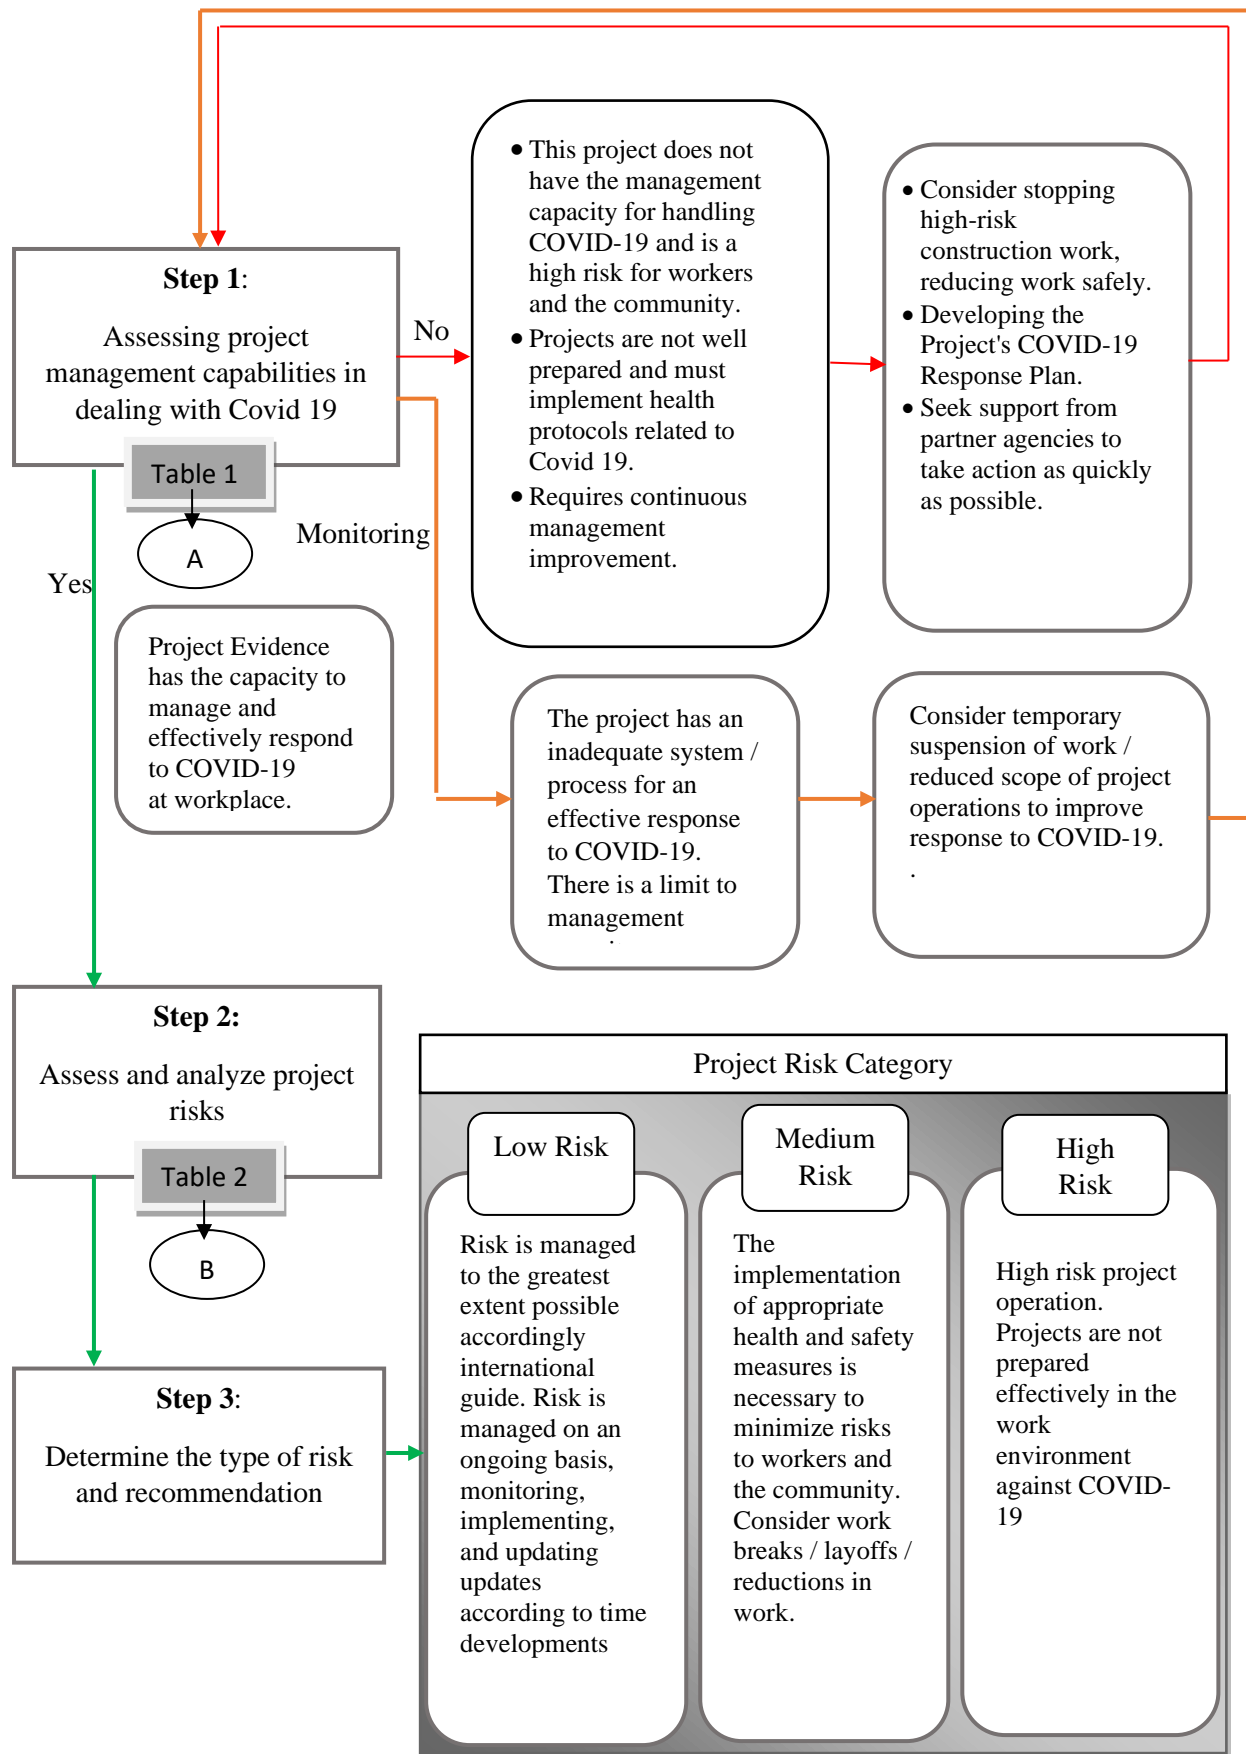 Step 1:
Assessing project
management capabilities in
dealing with Covid 19
Table 1
A
No
Monitoring
Yes
• This project does not
have the management
capacity for handling
COVID-19 and is a
high risk for workers
and the community.
• Projects are not well
prepared and must
implement health
protocols related to
Covid 19.
• Requires continuous
management
improvement.
• Consider stopping
high-risk
construction work,
reducing work safely.
• Developing the
Project's COVID-19
Response Plan.
• Seek support from
partner agencies to
take action as quickly
as possible.
Project Evidence
has the capacity to
manage and
effectively respond
to COVID-19
at workplace.
The project has an
inadequate system /
process for an
effective response
to COVID-19.
There is a limit to
management
Consider temporary
suspension of work /
reduced scope of project
operations to improve
response to COVID-19.
.
Step 2:
Assess and analyze project
risks
Table 2
B
Step 3:
Determine the type of risk
and recommendation
Project Risk Category
Low Risk
Risk is managed
to the greatest
extent possible
accordingly
international
guide. Risk is
managed on an
ongoing basis,
monitoring,
implementing,
and updating
updates
according to time
developments
Medium
Risk
The
implementation
of appropriate
health and safety
measures is
necessary to
minimize risks
to workers and
the community.
Consider work
breaks / layoffs /
reductions in
work.
High
Risk
High risk project
operation.
Projects are not
prepared
effectively in the
work
environment
against COVID-
19